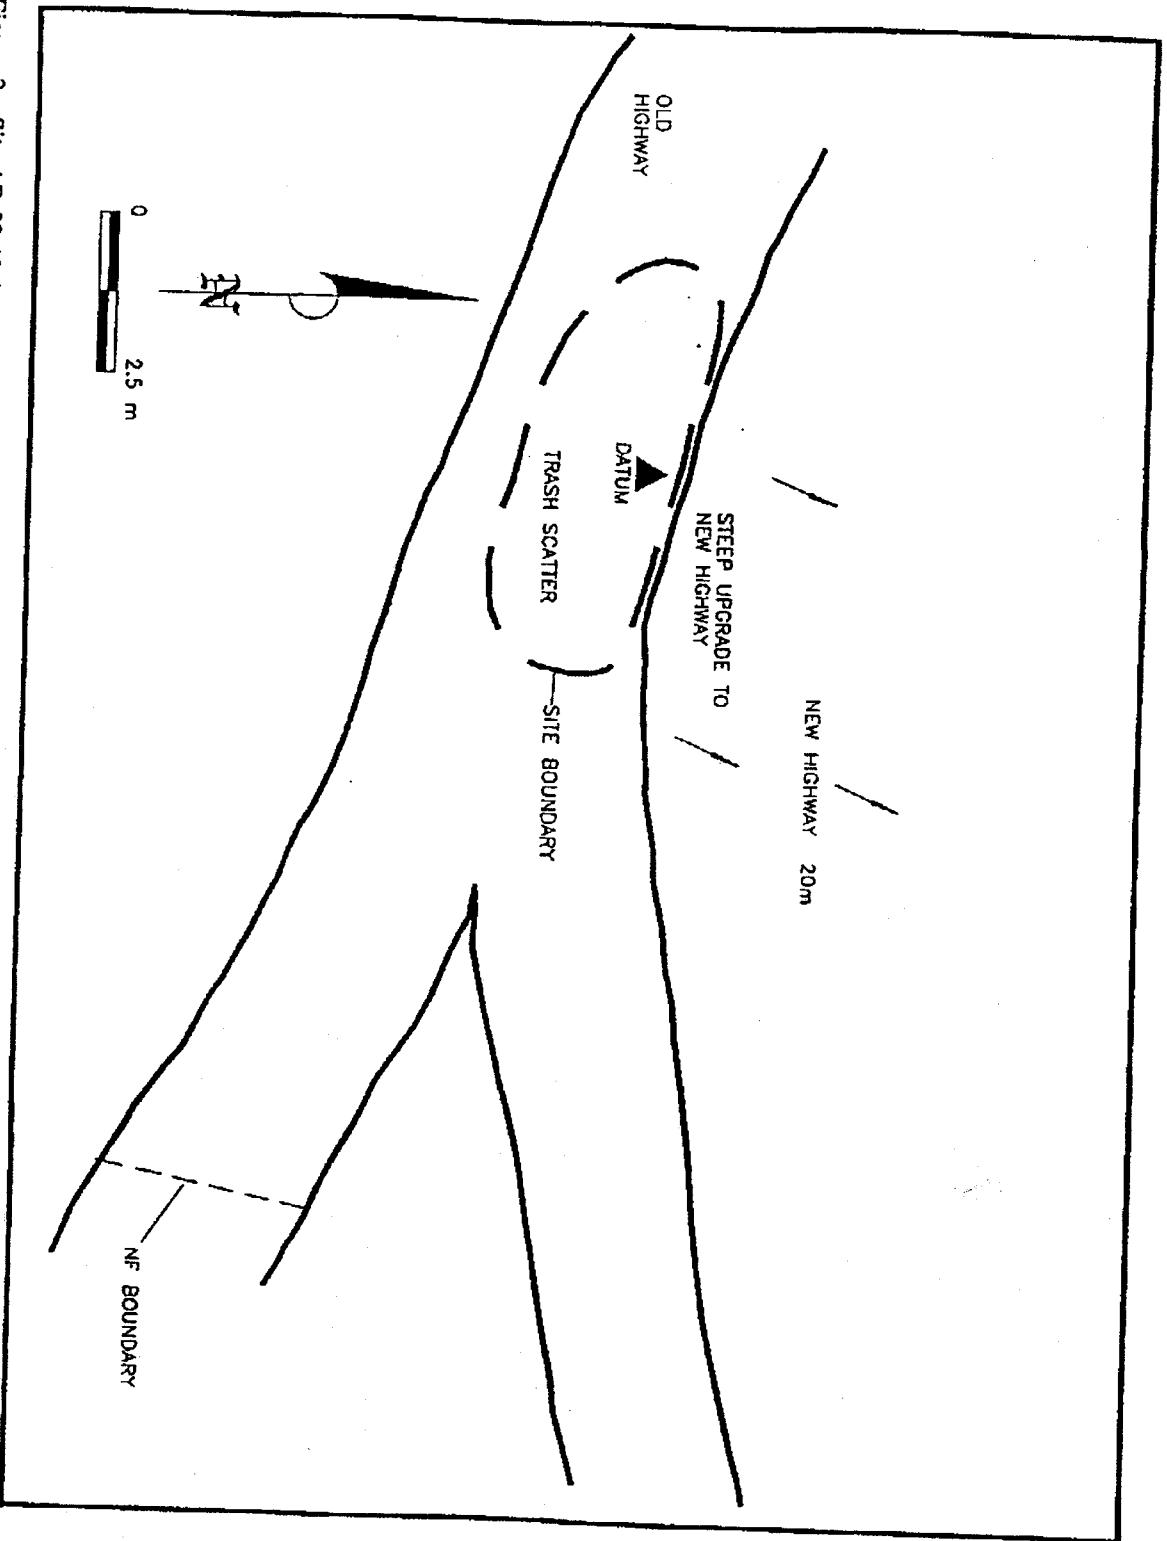 OLD
HIGHWAY
NEW HIGHWAY 20m
STEEP UPGRADE TO
NEW HIGHWAY
DATUM
TRASH SCATTER
SITE BOUNDARY
NF BOUNDARY
N
0
2.5 m